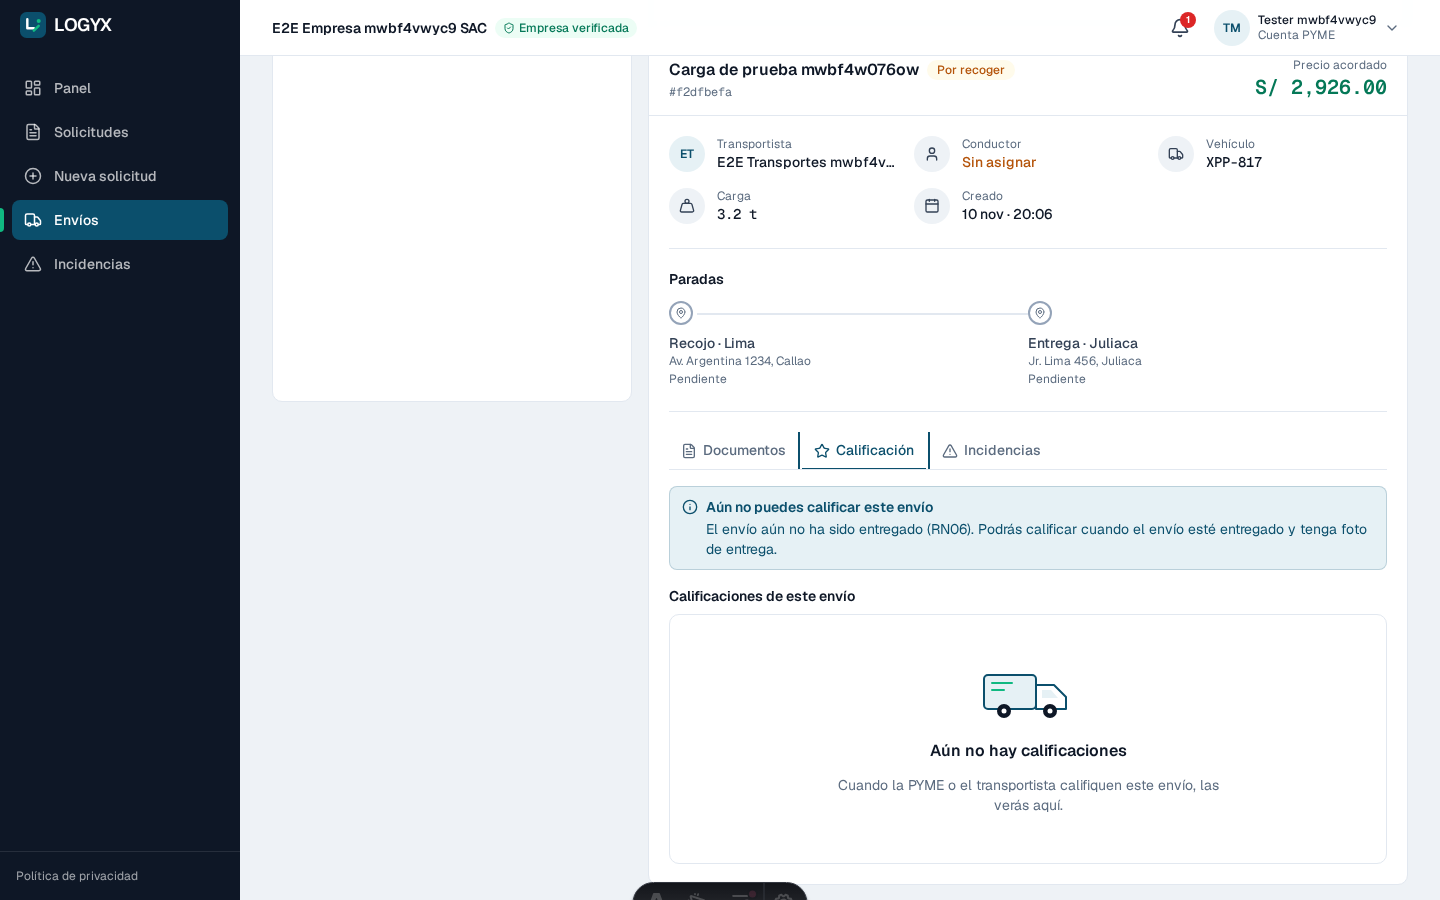 LOGYX
E2E Empresa mwbf4vwyc9 SAC
Empresa verificada
1
TM
Tester mwbf4vwyc9
Cuenta PYME
Panel
Solicitudes
Nueva solicitud
Envíos
Incidencias
Política de privacidad
Carga de prueba mwbf4w076ow
Por recoger
#f2dfbefa
Precio acordado
S/ 2,926.00
ET
Transportista
E2E Transportes mwbf4v...
Conductor
Sin asignar
Vehículo
XPP-817
Carga
3.2 t
Creado
10 nov · 20:06
Paradas
Recojo · Lima
Av. Argentina 1234, Callao
Pendiente
Entrega · Juliaca
Jr. Lima 456, Juliaca
Pendiente
Documentos
Calificación
Incidencias
Aún no puedes calificar este envío
El envío aún no ha sido entregado (RN06). Podrás calificar cuando el envío esté entregado y tenga foto
de entrega.
Calificaciones de este envío
Aún no hay calificaciones
Cuando la PYME o el transportista califiquen este envío, las
verás aquí.